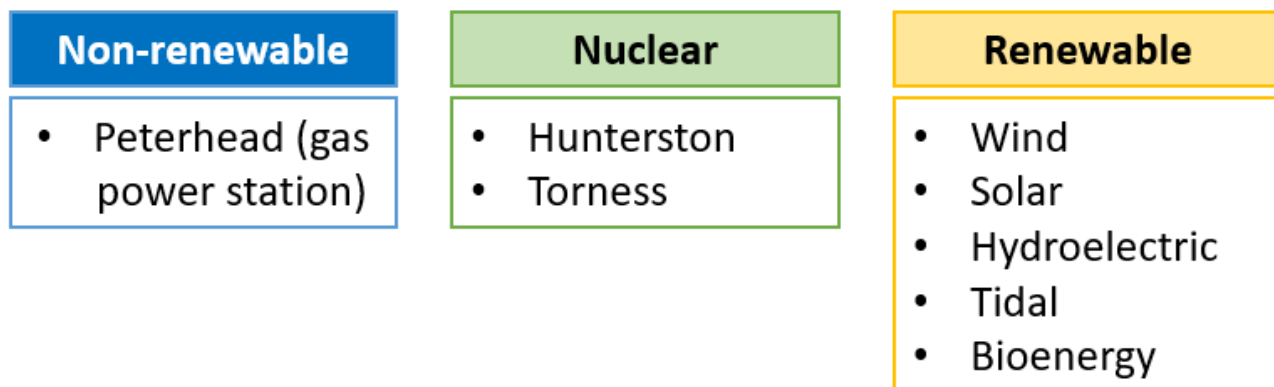 Non-renewable
• Peterhead (gas
power station)
Nuclear
• Hunterston
• Torness
Renewable
• Wind
• Solar
• Hydroelectric
• Tidal
• Bioenergy